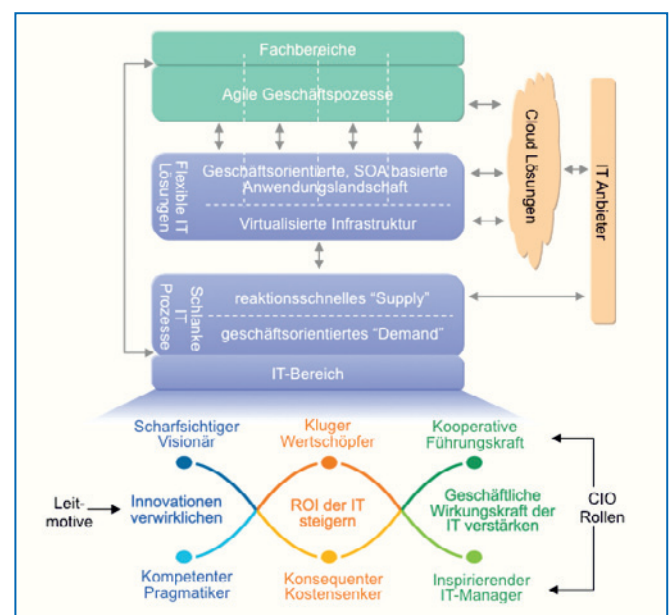 Fachbereiche
Agile Geschäftspozesse
Flexible IT
Lösungen
Geschäftsorientierte, SOA basierte
Anwendungslandschaft
Virtualisierte Infrastruktur
Cloud Lösungen
IT Anbieter
Schlanke
IT
Prozesse
reaktionsschnelles "Supply"
geschäftsorientiertes "Demand"
IT-Bereich
Scharfsichtiger
Visionär
Kluger
Wertschöpfer
Kooperative
Führungskraft
Leit-
motive
Innovationen
verwirklichen
ROI der IT
steigern
Geschäftliche
Wirkungskraft der
IT verstärken
CIO
Rollen
Kompetenter
Pragmatiker
Konsequenter
Kostensenker
Inspirierender
IT-Manager